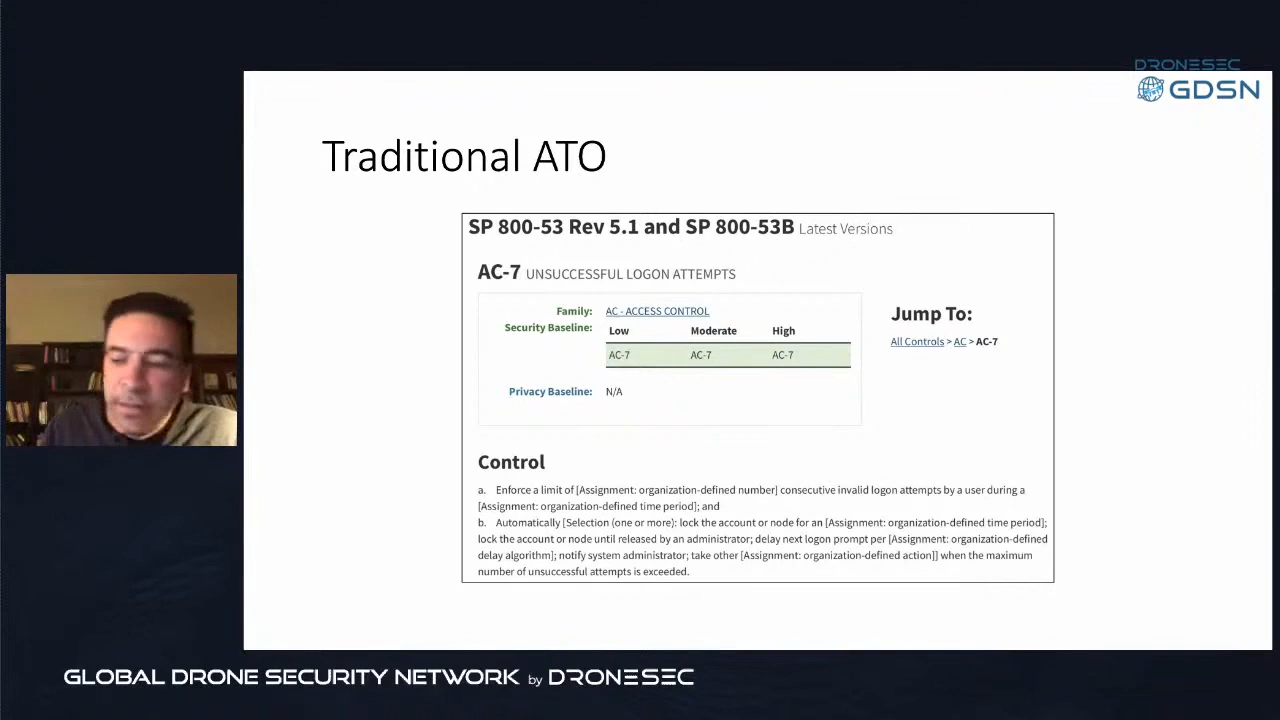 DRONESEC
GDSN
Traditional ATO
SP 800-53 Rev 5.1 and SP 800-53B Latest Versions
AC-7 UNSUCCESSFUL LOGON ATTEMPTS
Family: AC - ACCESS CONTROL
Security Baseline: Low Moderate High
AC-7 AC-7 AC-7
Privacy Baseline: N/A
Jump To:
All Controls > AC > AC-7
Control
a. Enforce a limit of [Assignment: organization-defined number] consecutive invalid logon attempts by a user during a
[Assignment: organization-defined time period]; and
b. Automatically [Selection (one or more): lock the account or node for an [Assignment: organization-defined time period];
lock the account or node until released by an administrator; delay next logon prompt per [Assignment: organization-defined
delay algorithm]; notify system administrator; take other [Assignment: organization-defined action]] when the maximum
number of unsuccessful attempts is exceeded.
GLOBAL DRONE SECURITY NETWORK by DRONESEC